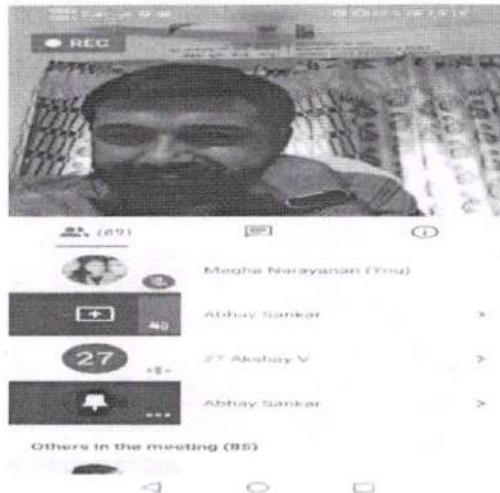 REC
(89)
Megha Narayanan (You)
Abhay Sankar
27
27 Akshay V
Abhay Sankar
Others in the meeting (85)